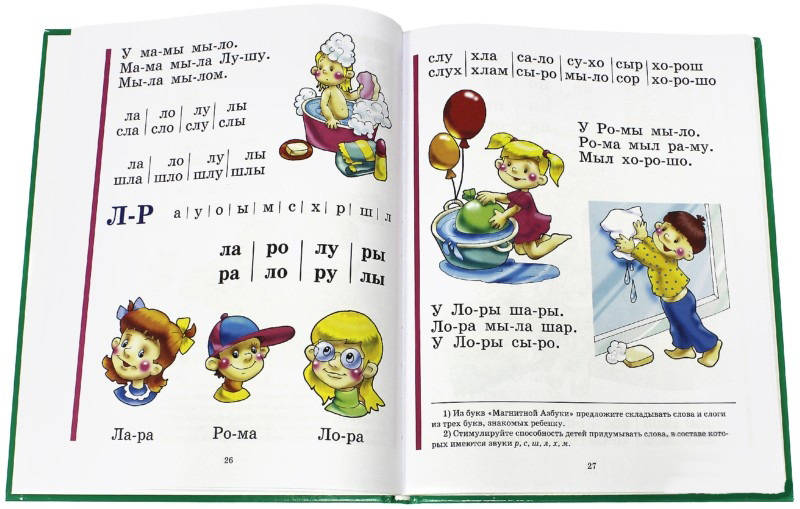 У ма-мы мы-ло.
Ма-ма мы-ла Лу-шу.
Мы-ла мы-лом.
ла | ло | лу | лы
сла | сло | слу | слы
ла | ло | лу | лы
шла | шло | шлу | шлы
Л-Р а|у|о|ы|м|с|х|р|ш|л
ла | ро | лу | ры
ра | ло | ру | лы
Ла-ра Ро-ма Ло-ра
26
слу | хла | са-ло | су-хо | сыр | хо-рош
слух | хлам | сы-ро | мы-ло | сор | хо-ро-шо
У Ро-мы мы-ло.
Ро-ма мыл ра-му.
Мыл хо-ро-шо.
У Ло-ры ша-ры.
Ло-ра мы-ла шар.
У Ло-ры сы-ро.
1) Из букв «Магнитной Азбуки» предложите складывать слова и слоги
из трех букв, знакомых ребенку.
2) Стимулируйте способность детей придумывать слова, в составе кото-
рых имеются звуки р, с, ш, л, х, м.
27